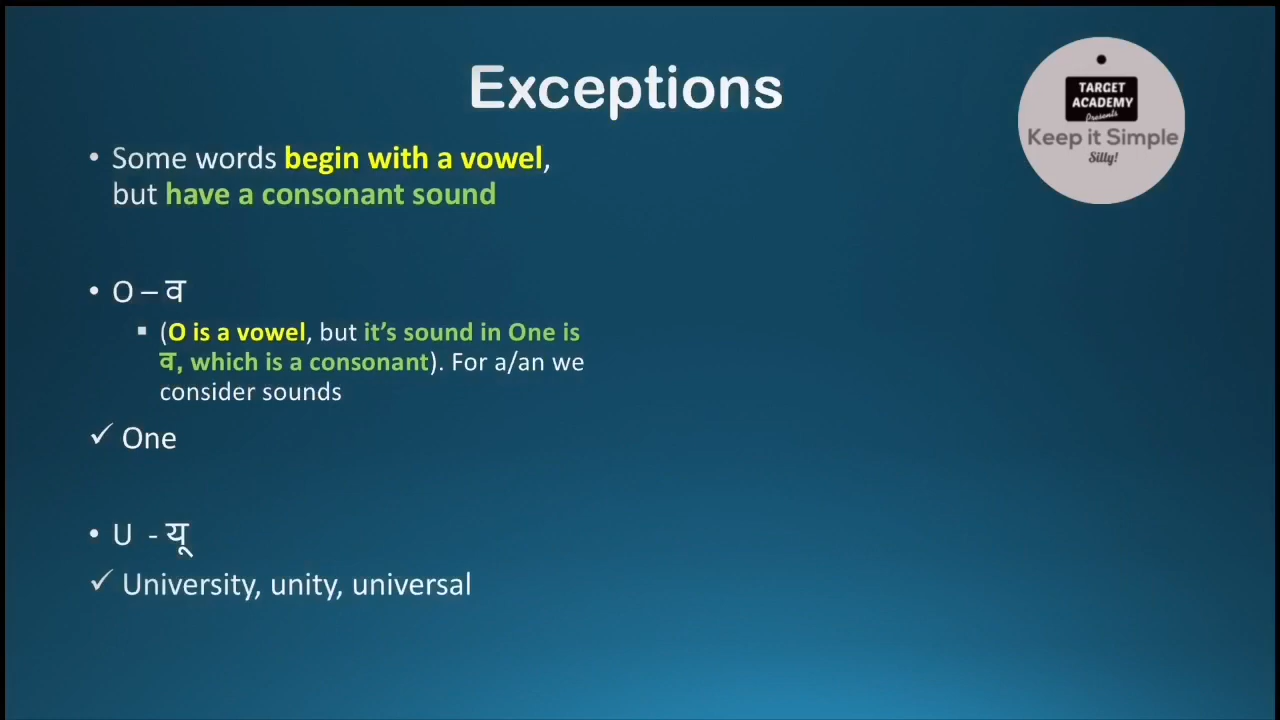 Exceptions
TARGET
ACADEMY
Presents
Keep it Simple
Silly!
• Some words begin with a vowel,
but have a consonant sound
• O – व
▪ (O is a vowel, but it’s sound in One is
व, which is a consonant). For a/an we
consider sounds
✓ One
• U - यू
✓ University, unity, universal